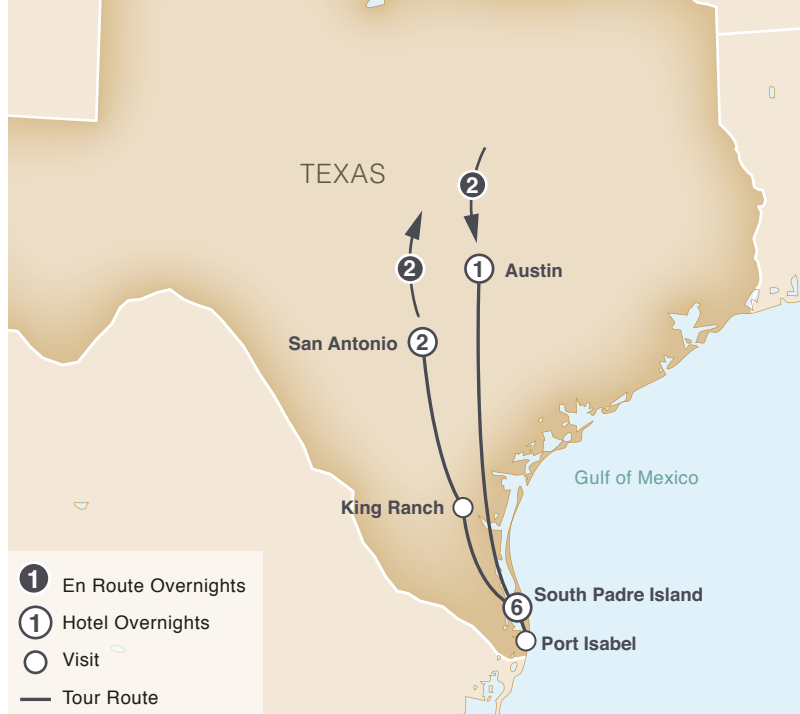 TEXAS
2
2
1 Austin
San Antonio 2
Gulf of Mexico
King Ranch
South Padre Island
6
Port Isabel
1 En Route Overnights
1 Hotel Overnights
Visit
Tour Route